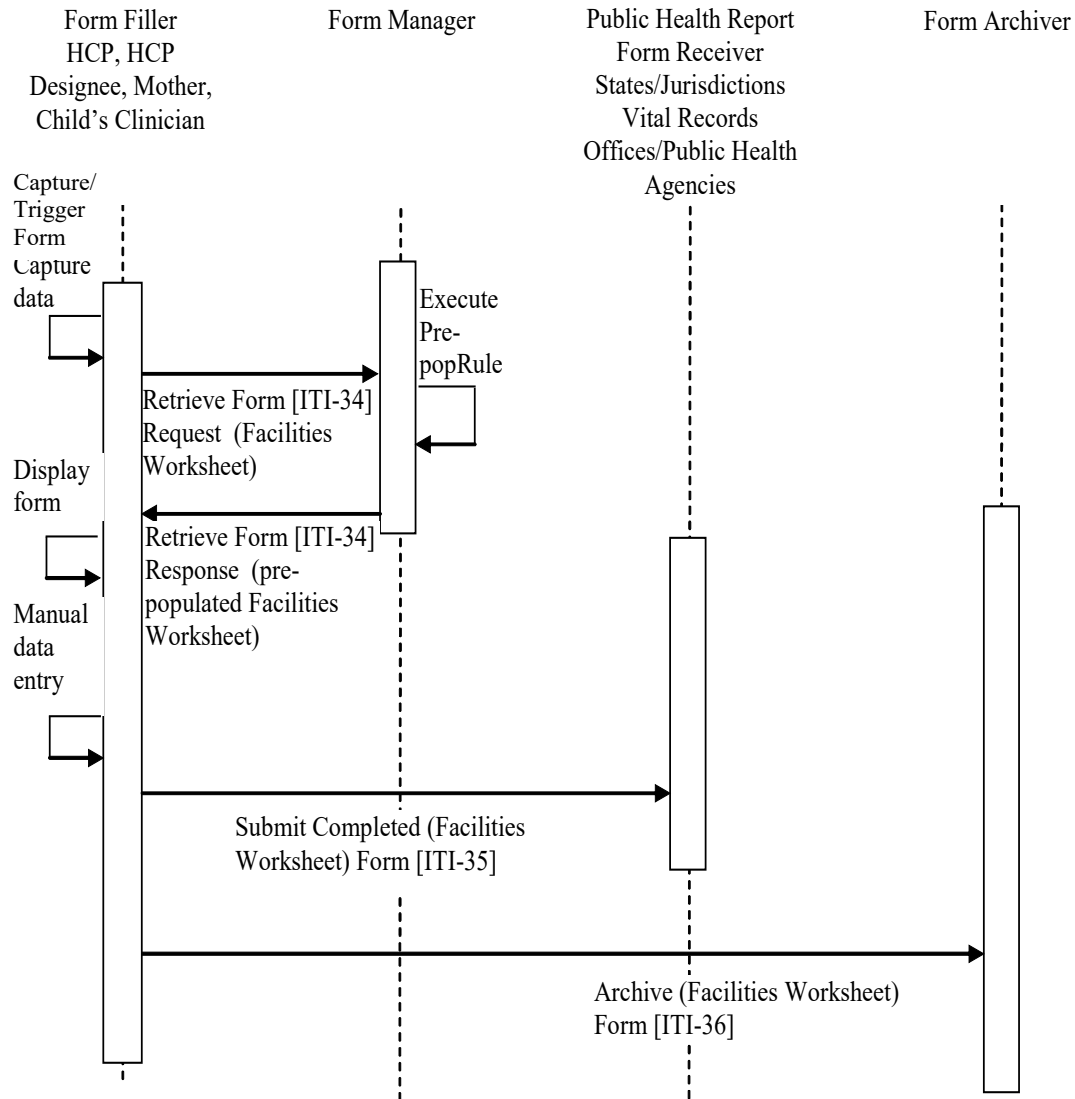 Form Filler
HCP, HCP
Designee, Mother,
Child's Clinician
Form Manager
Public Health Report
Form Receiver
States/Jurisdictions
Vital Records
Offices/Public Health
Agencies
Form Archiver
Capture/
Trigger
Form
Capture
data
Execute
Pre-
popRule
Retrieve Form [ITI-34]
Request (Facilities
Worksheet)
Display
form
Retrieve Form [ITI-34]
Response (pre-
populated Facilities
Worksheet)
Manual
data
entry
Submit Completed (Facilities
Worksheet) Form [ITI-35]
Archive (Facilities Worksheet)
Form [ITI-36]